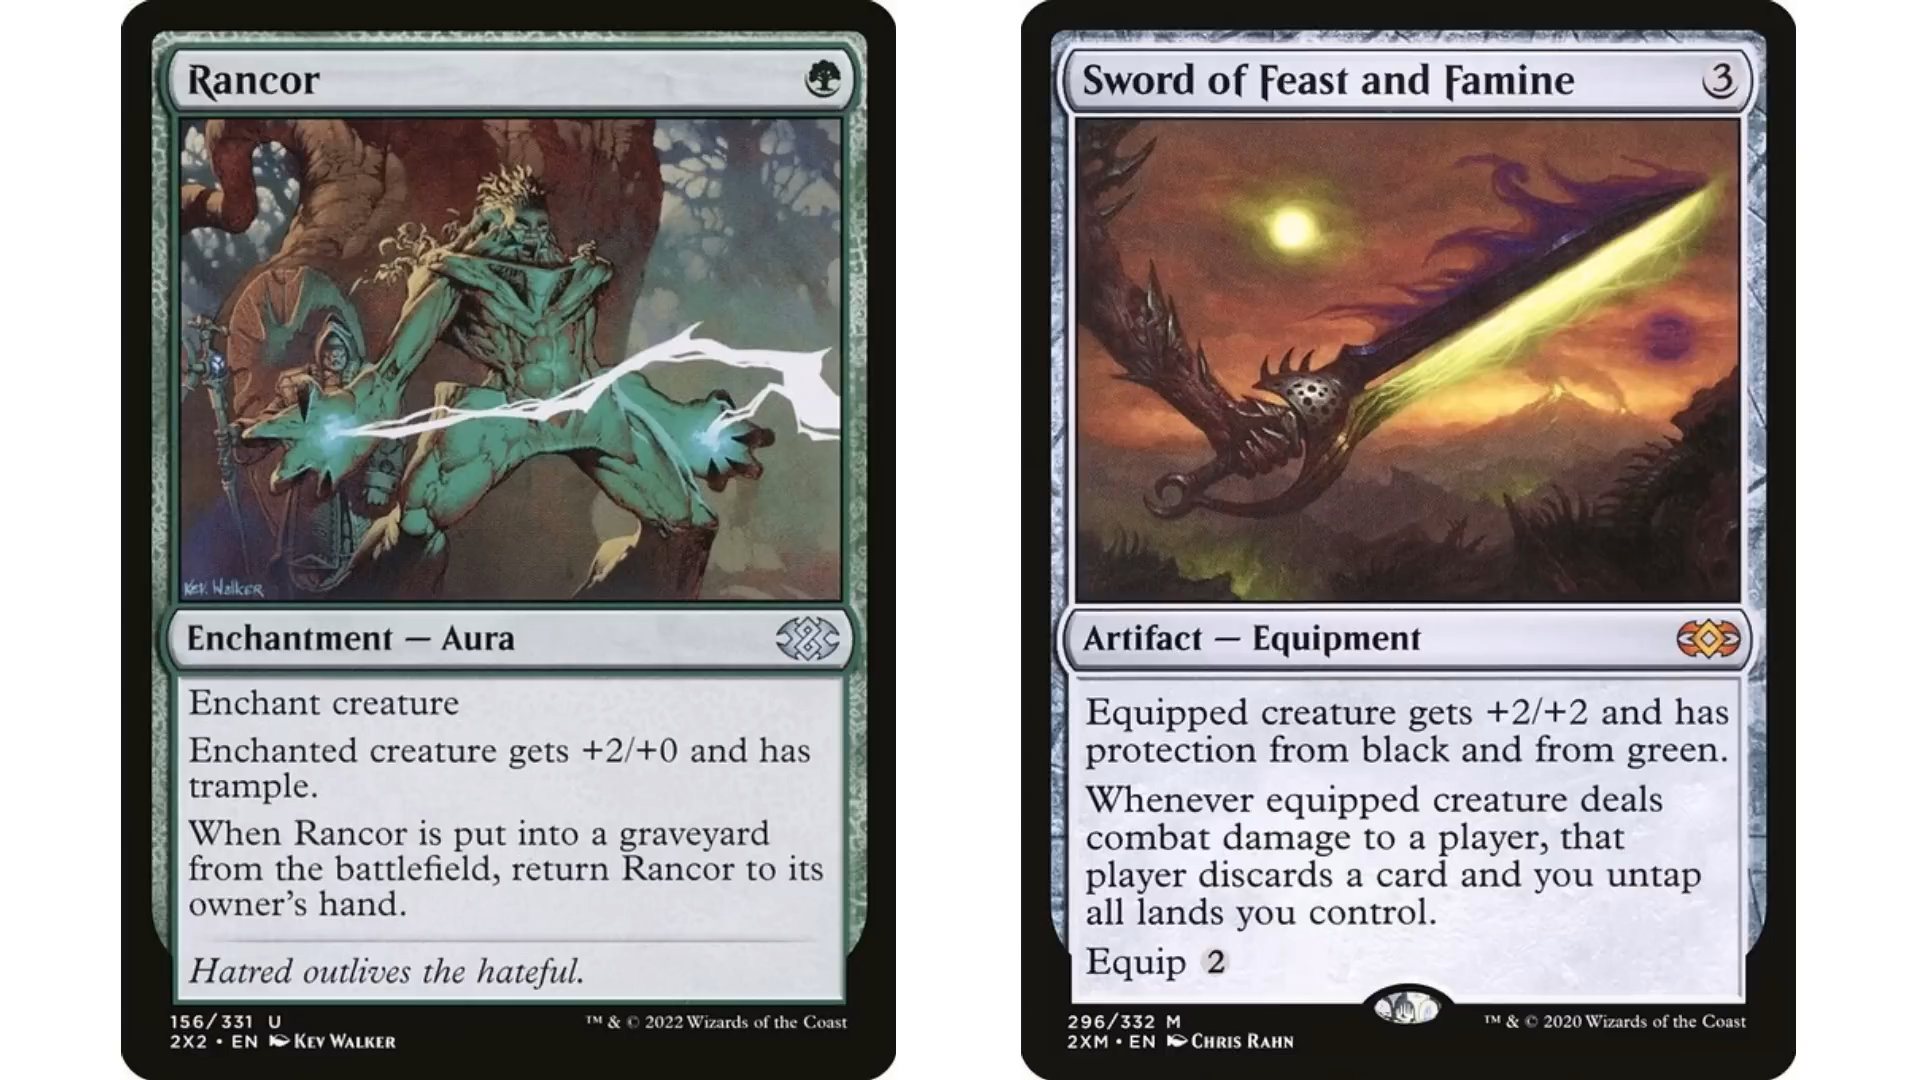 Rancor
Kev. Walker
Enchantment — Aura
Enchant creature
Enchanted creature gets +2/+0 and has
trample.
When Rancor is put into a graveyard
from the battlefield, return Rancor to its
owner's hand.
Hatred outlives the hateful.
156/331 U
2X2 • EN Kev Walker
™ & © 2022 Wizards of the Coast
Sword of Feast and Famine
3
Artifact — Equipment
Equipped creature gets +2/+2 and has
protection from black and from green.
Whenever equipped creature deals
combat damage to a player, that
player discards a card and you untap
all lands you control.
Equip 2
296/332 M
2XM • EN Chris Rahn
™ & © 2020 Wizards of the Coast